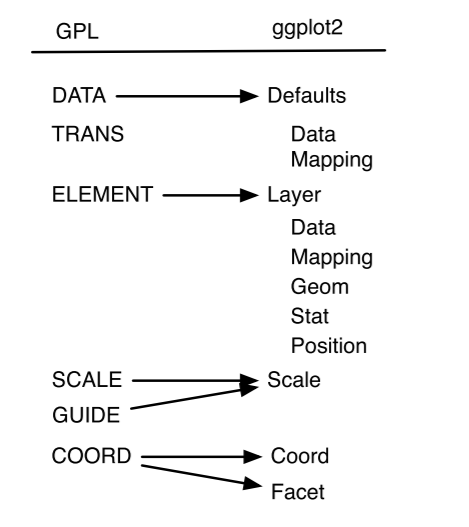 GPL ggplot2
DATA Defaults
TRANS Data
Mapping
ELEMENT Layer
Data
Mapping
Geom
Stat
Position
SCALE Scale
GUIDE
COORD Coord
Facet